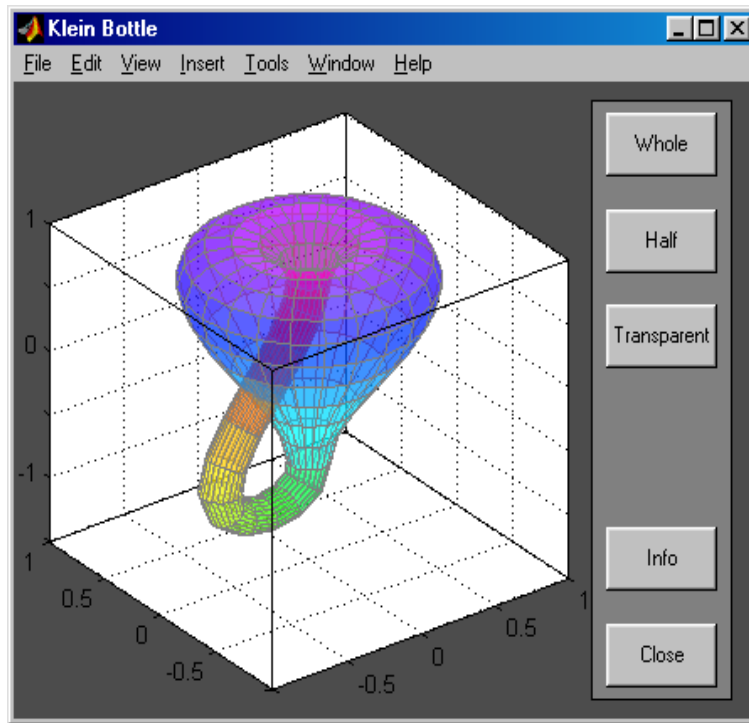 Klein Bottle
File Edit View Insert Tools Window Help
Whole
Half
Transparent
Info
Close
1
0
-1
1
0.5
0
-0.5
-0.5
0
0.5
1